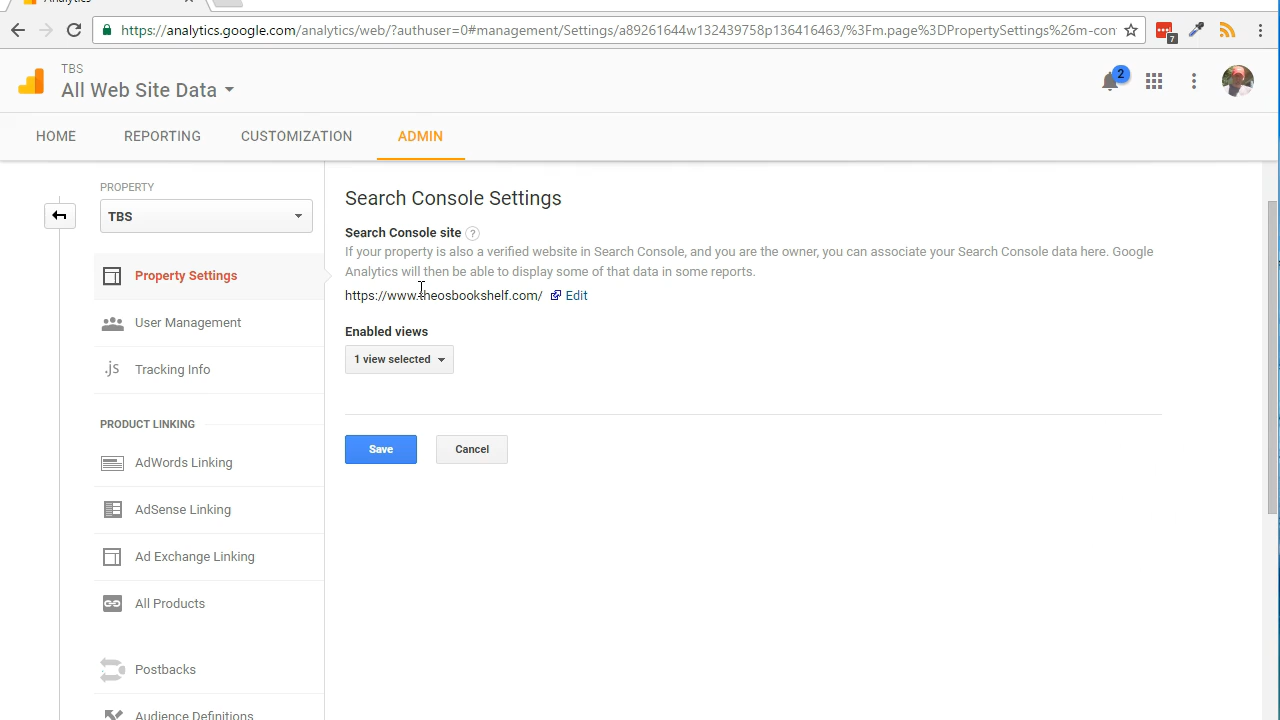 Analytics
https://analytics.google.com/analytics/web/?authuser=0#management/Settings/a89261644w132439758p136416463/%3Fm.page%3DPropertySettings%26m-con
7
TBS
All Web Site Data
2
HOME REPORTING CUSTOMIZATION ADMIN
PROPERTY
TBS
Property Settings
User Management
.js Tracking Info
PRODUCT LINKING
AdWords Linking
AdSense Linking
Ad Exchange Linking
All Products
Postbacks
Audience Definitions
Search Console Settings
Search Console site ?
If your property is also a verified website in Search Console, and you are the owner, you can associate your Search Console data here. Google
Analytics will then be able to display some of that data in some reports.
https://www.theosbookshelf.com/ Edit
Enabled views
1 view selected
Save Cancel